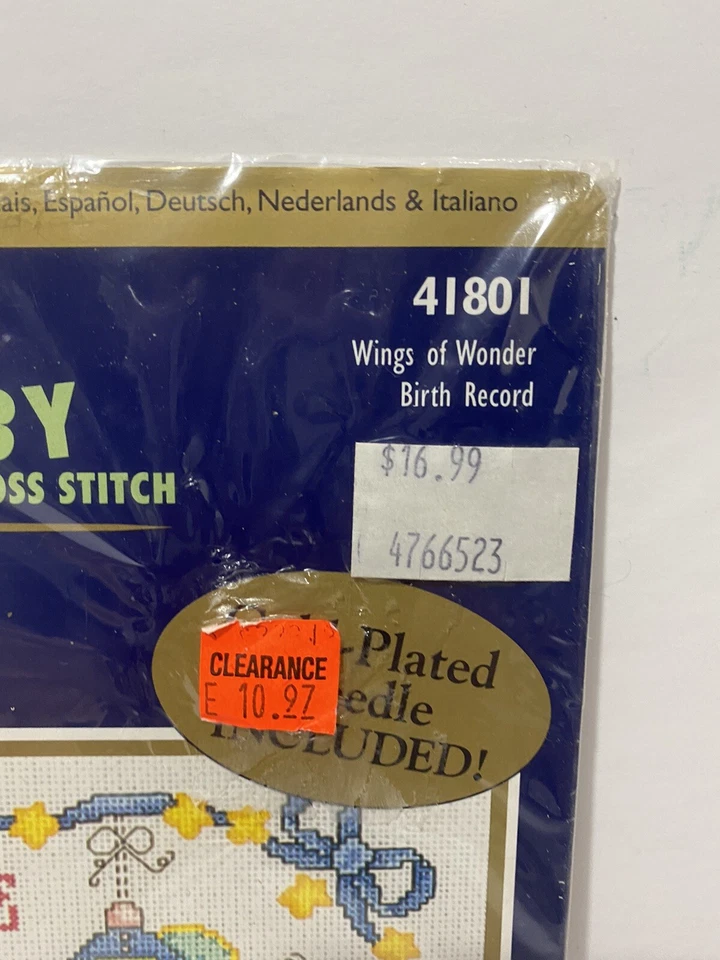 ais, Español, Deutsch, Nederlands & Italiano
41801
Wings of Wonder
Birth Record
BY
OSS STITCH
$16.99
4766523
-Plated
CLEARANCE
E 10.97
eedle
INCLUDED!
E